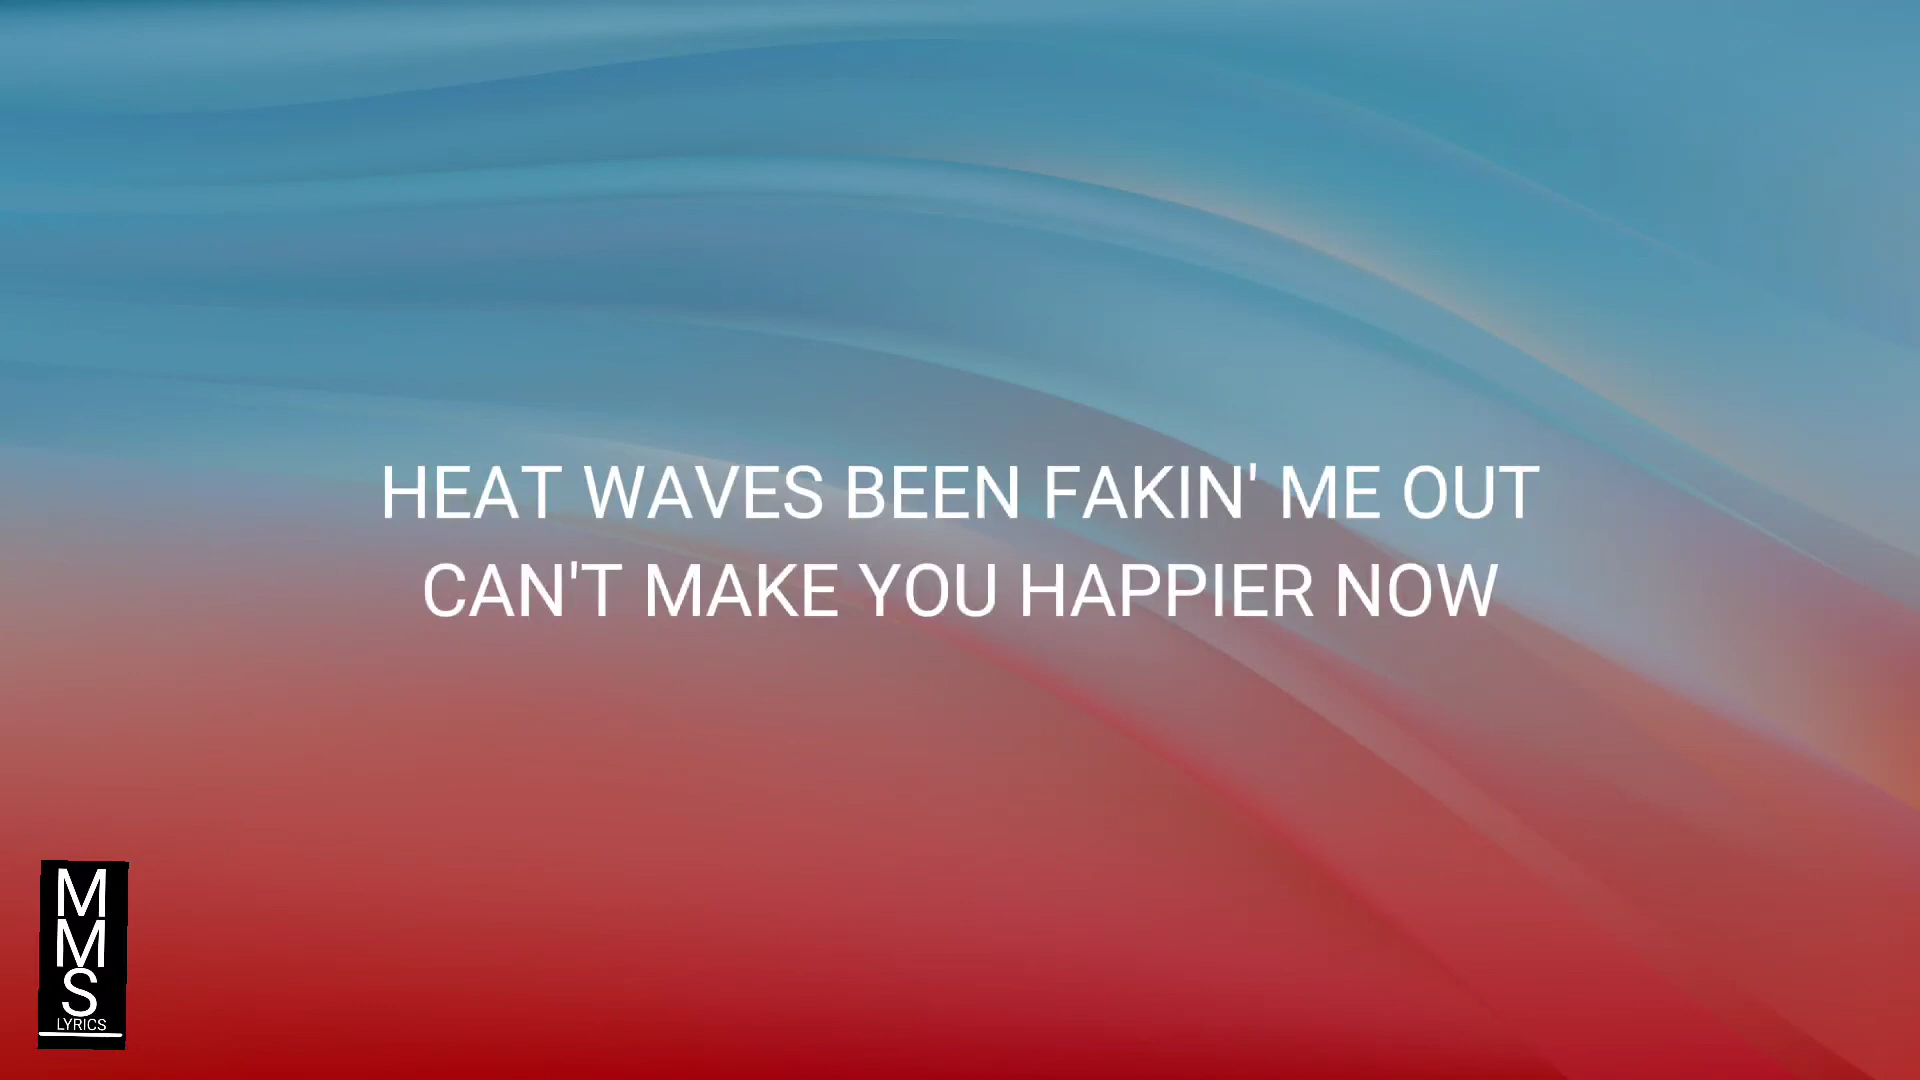 HEAT WAVES BEEN FAKIN' ME OUT
CAN'T MAKE YOU HAPPIER NOW
M
M
S
LYRICS